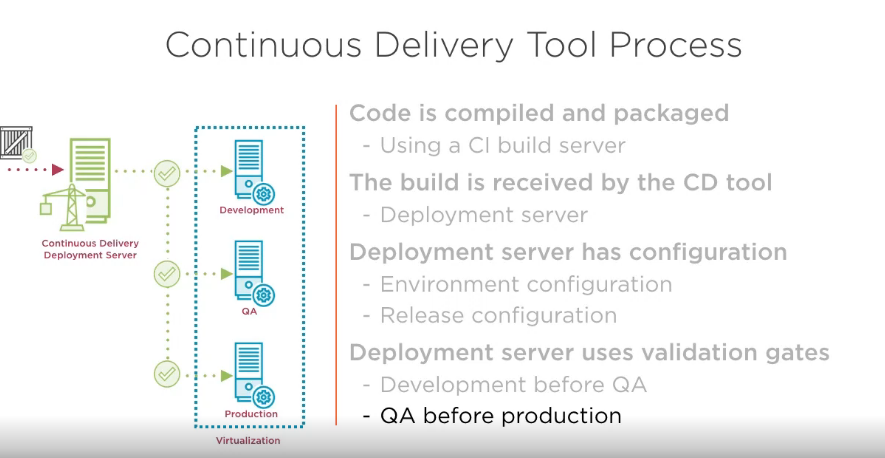 Continuous Delivery Tool Process
Continuous Delivery
Deployment Server
Development
QA
Production
Virtualization
Code is compiled and packaged
- Using a CI build server
The build is received by the CD tool
- Deployment server
Deployment server has configuration
- Environment configuration
- Release configuration
Deployment server uses validation gates
- Development before QA
- QA before production